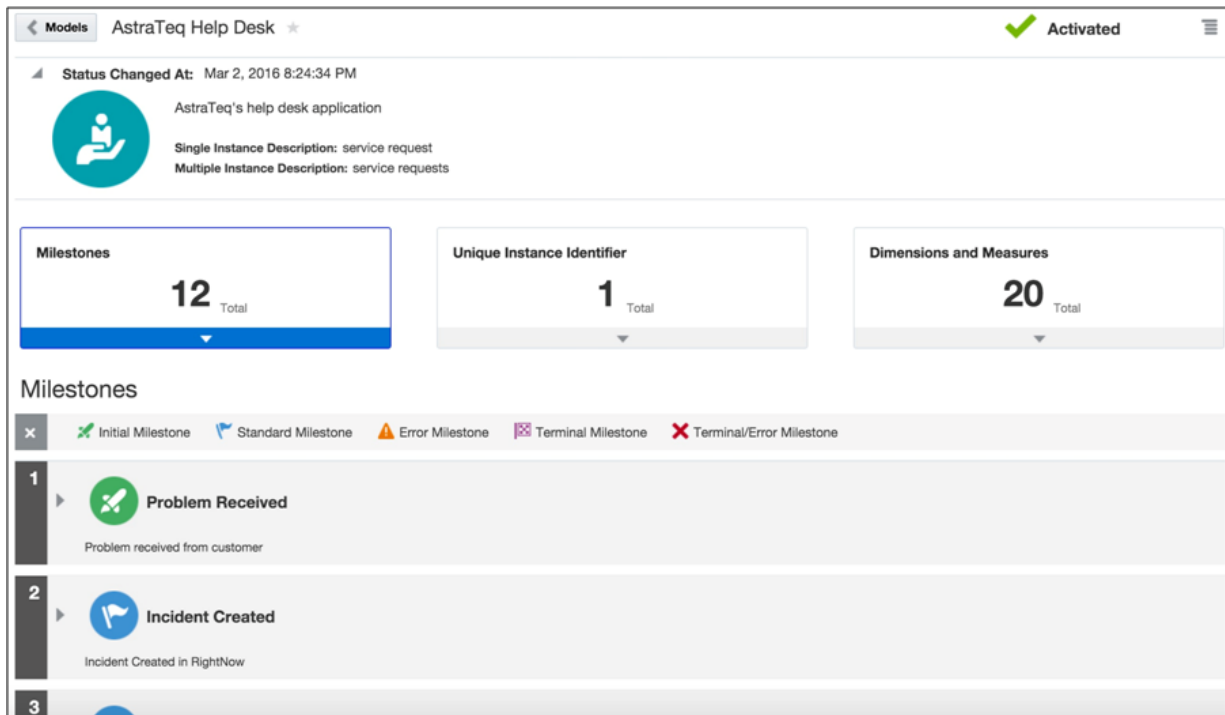 Models AstraTeq Help Desk Activated
Status Changed At: Mar 2, 2016 8:24:34 PM
AstraTeq's help desk application
Single Instance Description: service request
Multiple Instance Description: service requests
Milestones
12 Total
Unique Instance Identifier
1 Total
Dimensions and Measures
20 Total
Milestones
Initial Milestone Standard Milestone Error Milestone Terminal Milestone Terminal/Error Milestone
1
Problem Received
Problem received from customer
2
Incident Created
Incident Created in RightNow
3